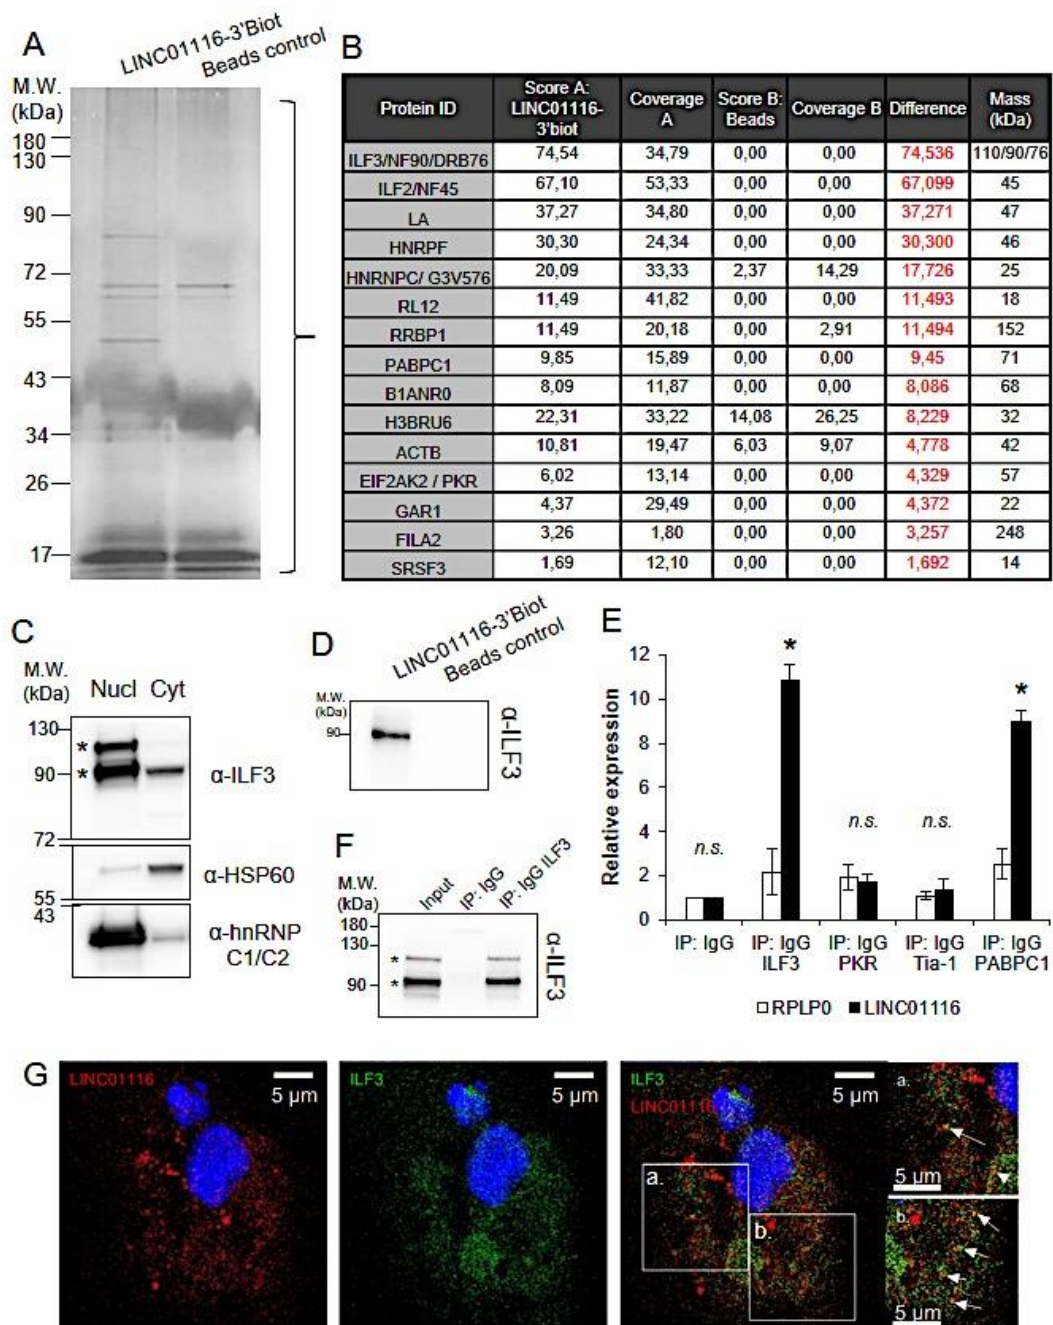 A
LINC01116-3'Biot
Beads control
M.W.
(kDa)
180
130
90
72
55
43
34
26
17
B
Protein ID Score A: LINC01116-3'biot Coverage A Score B: Beads Coverage B Difference Mass (kDa)
ILF3/NF90/DRB76 74,54 34,79 0,00 0,00 74,536 110/90/76
ILF2/NF45 67,10 53,33 0,00 0,00 67,099 45
LA 37,27 34,80 0,00 0,00 37,271 47
HNRPF 30,30 24,34 0,00 0,00 30,300 46
HNRNPC/ G3V576 20,09 33,33 2,37 14,29 17,726 25
RL12 11,49 41,82 0,00 0,00 11,493 18
RRBP1 11,49 20,18 0,00 2,91 11,494 152
PABPC1 9,85 15,89 0,00 0,00 9,45 71
B1ANR0 8,09 11,87 0,00 0,00 8,086 68
H3BRU6 22,31 33,22 14,08 26,25 8,229 32
ACTB 10,81 19,47 6,03 9,07 4,778 42
EIF2AK2 / PKR 6,02 13,14 0,00 0,00 4,329 57
GAR1 4,37 29,49 0,00 0,00 4,372 22
FILA2 3,26 1,80 0,00 0,00 3,257 248
SRSF3 1,69 12,10 0,00 0,00 1,692 14
C
M.W.
(kDa)
Nucl Cyt
130
*
* 90
72
α-ILF3
α-HSP60
55
43
α-hnRNP
C1/C2
D
LINC01116-3'Biot
Beads control
M.W.
(kDa)
90
α-ILF3
F
Input
IP: IgG
IP: IgG ILF3
M.W.
(kDa)
180
130
*
90 *
α-ILF3
E
Relative expression
12
10
8
6
4
2
0
n.s.
*
n.s.
n.s.
*
IP: IgG IP: IgG IP: IgG IP: IgG IP: IgG
ILF3 PKR Tia-1 PABPC1
RPLP0 LINC01116
G
LINC01116
5 µm
ILF3
5 µm
ILF3
LINC01116
5 µm
a.
b.
a.
5 µm
b.
5 µm